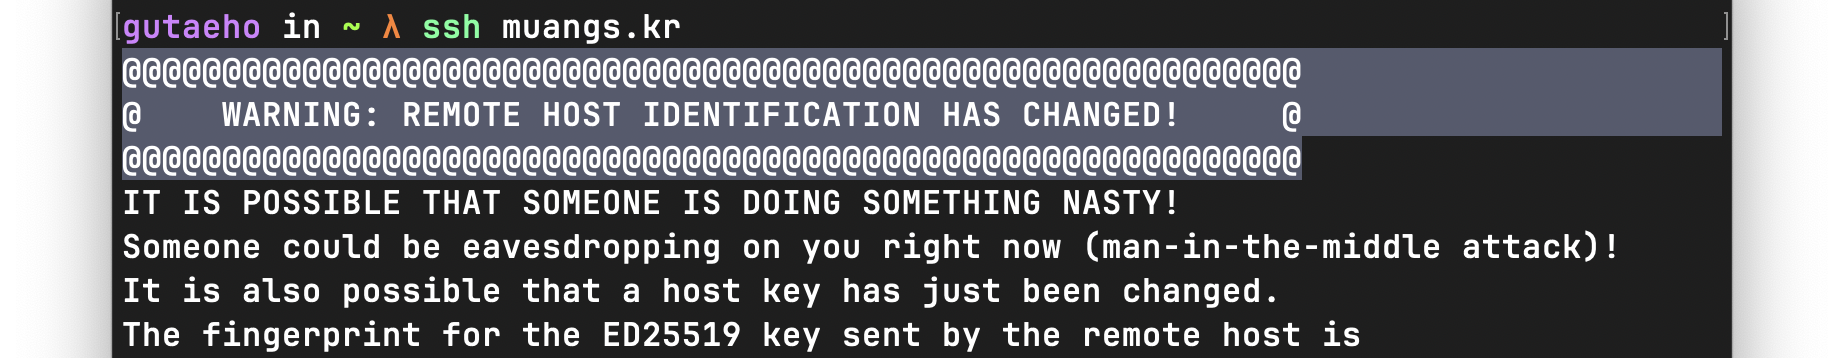 gutaeho in ~ λ ssh muangs.kr
@@@@@@@@@@@@@@@@@@@@@@@@@@@@@@@@@@@@@@@@@@@@@@@@@@@@@@@@@@@
@    WARNING: REMOTE HOST IDENTIFICATION HAS CHANGED!     @
@@@@@@@@@@@@@@@@@@@@@@@@@@@@@@@@@@@@@@@@@@@@@@@@@@@@@@@@@@@
IT IS POSSIBLE THAT SOMEONE IS DOING SOMETHING NASTY!
Someone could be eavesdropping on you right now (man-in-the-middle attack)!
It is also possible that a host key has just been changed.
The fingerprint for the ED25519 key sent by the remote host is